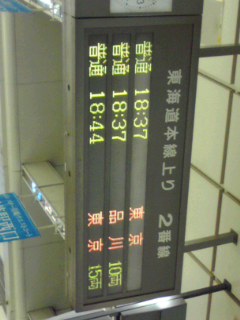 東海道本線上り 2番線
普通 18:37 東京
普通 18:37 品川 10両
普通 18:44 東京 15両